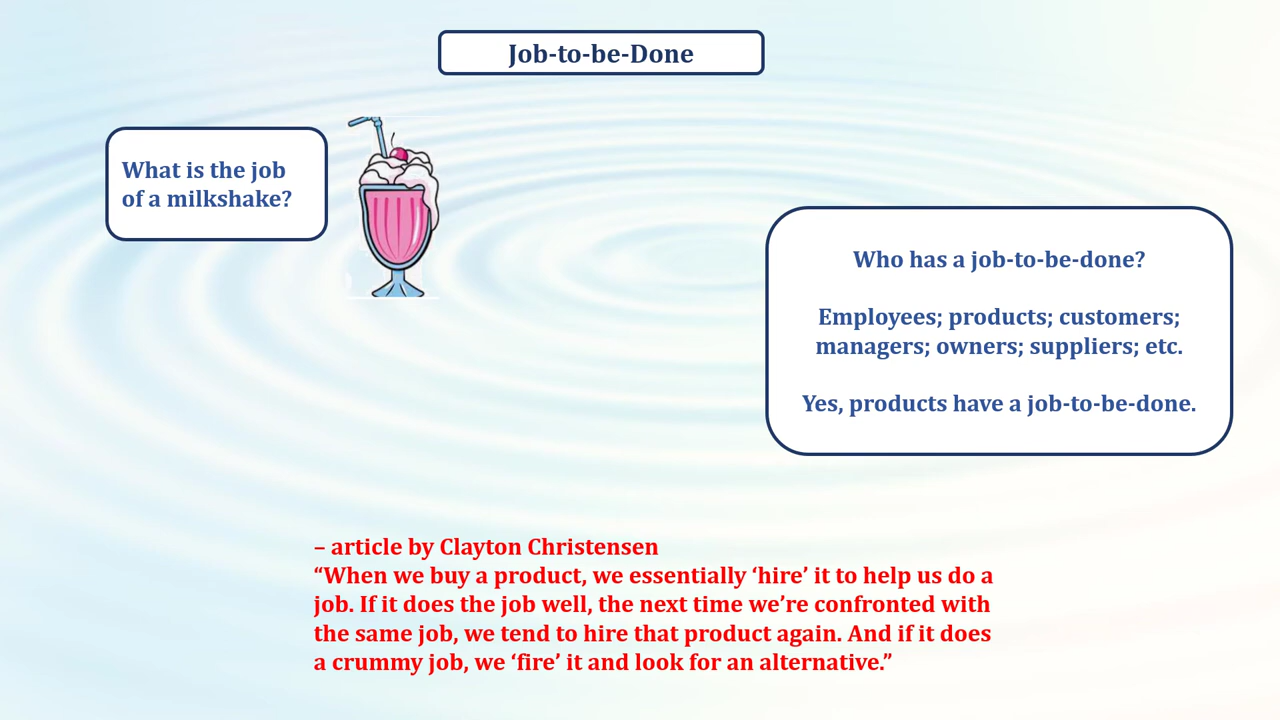 Job-to-be-Done
What is the job
of a milkshake?
Who has a job-to-be-done?
Employees; products; customers;
managers; owners; suppliers; etc.
Yes, products have a job-to-be-done.
– article by Clayton Christensen
“When we buy a product, we essentially ‘hire’ it to help us do a
job. If it does the job well, the next time we’re confronted with
the same job, we tend to hire that product again. And if it does
a crummy job, we ‘fire’ it and look for an alternative.”